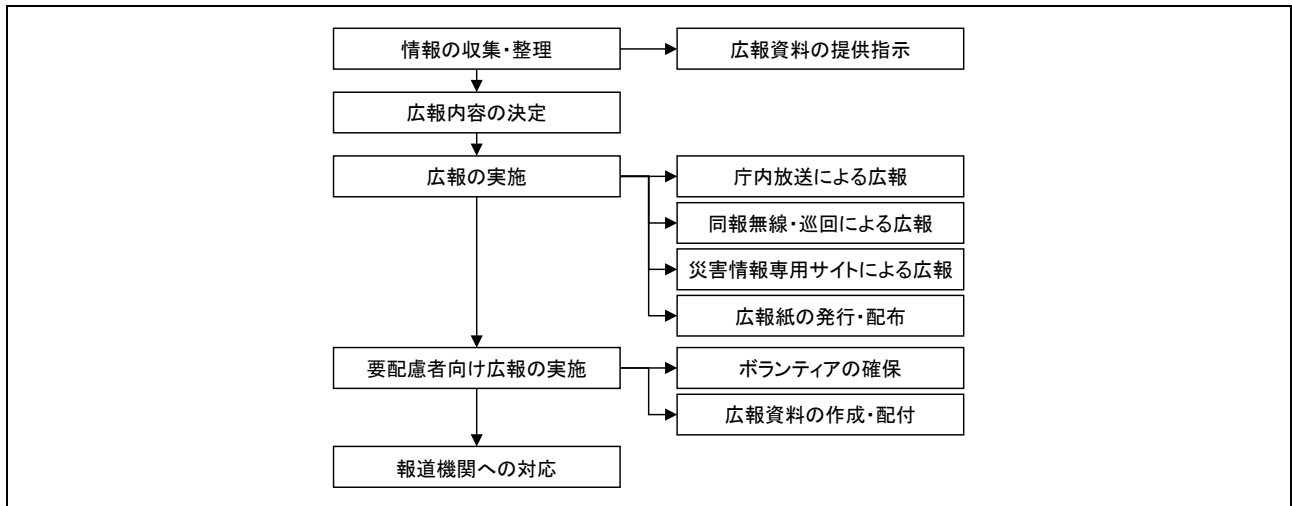 情報の収集・整理
広報資料の提供指示
広報内容の決定
広報の実施
庁内放送による広報
同報無線・巡回による広報
災害情報専用サイトによる広報
広報紙の発行・配布
要配慮者向け広報の実施
ボランティアの確保
広報資料の作成・配付
報道機関への対応